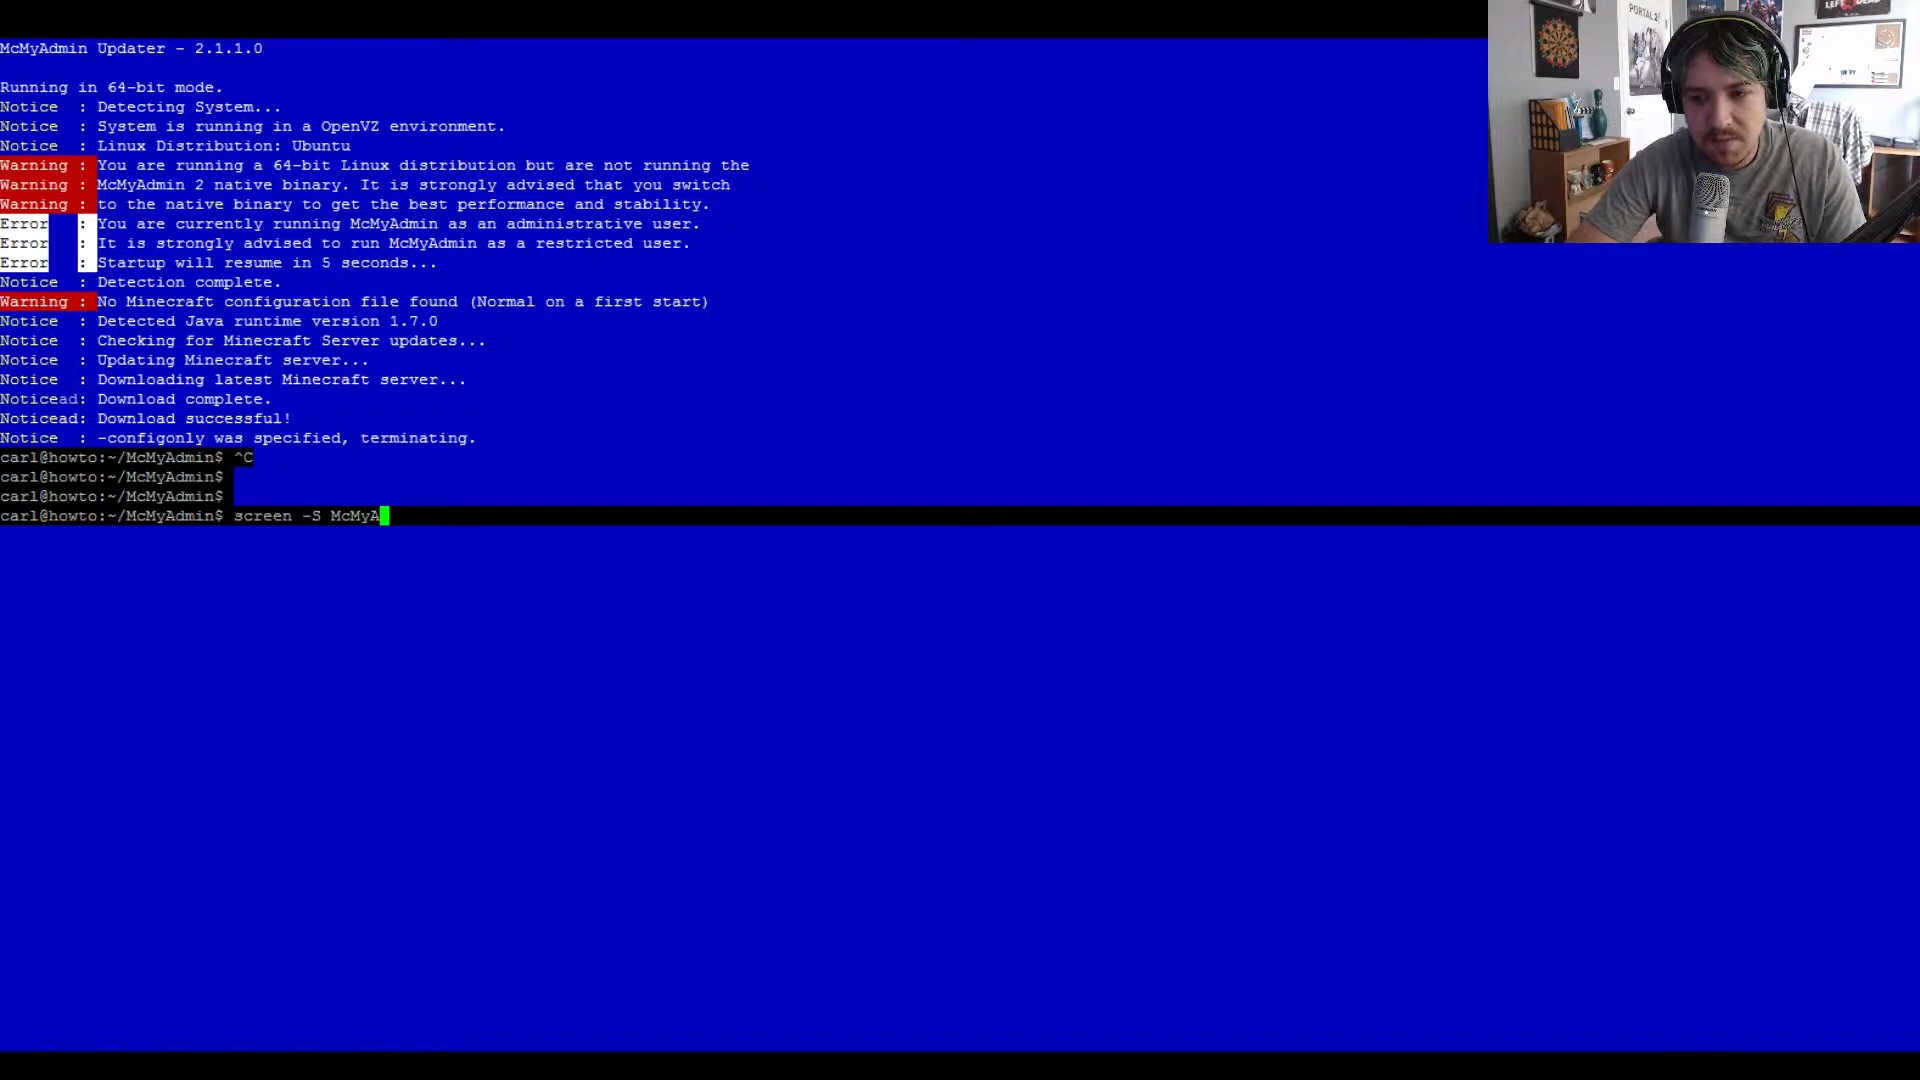 McMyAdmin Updater - 2.1.1.0
Running in 64-bit mode.
Notice  : Detecting System...
Notice  : System is running in a OpenVZ environment.
Notice  : Linux Distribution: Ubuntu
Warning : You are running a 64-bit Linux distribution but are not running the
Warning : McMyAdmin 2 native binary. It is strongly advised that you switch
Warning : to the native binary to get the best performance and stability.
Error   : You are currently running McMyAdmin as an administrative user.
Error   : It is strongly advised to run McMyAdmin as a restricted user.
Error   : Startup will resume in 5 seconds...
Notice  : Detection complete.
Warning : No Minecraft configuration file found (Normal on a first start)
Notice  : Detected Java runtime version 1.7.0
Notice  : Checking for Minecraft Server updates...
Notice  : Updating Minecraft server...
Notice  : Downloading latest Minecraft server...
Noticead: Download complete.
Noticead: Download successful!
Notice  : -configonly was specified, terminating.
carl@howto:~/McMyAdmin$ ^C
carl@howto:~/McMyAdmin$
carl@howto:~/McMyAdmin$
carl@howto:~/McMyAdmin$ screen -S McMyA
PORTAL 2
LEFT 4 DEAD